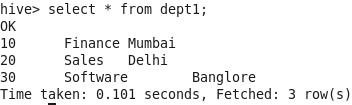 hive> select * from dept1;
OK
10      Finance Mumbai
20      Sales   Delhi
30      Software        Banglore
Time taken: 0.101 seconds, Fetched: 3 row(s)